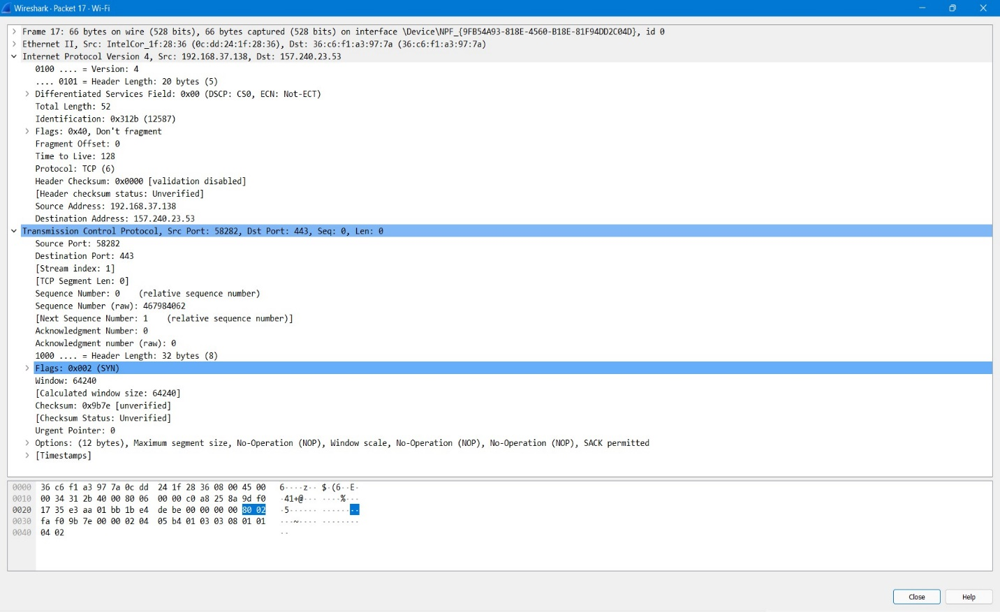 Wireshark · Packet 17 · Wi-Fi
Frame 17: 66 bytes on wire (528 bits), 66 bytes captured (528 bits) on interface \Device\NPF_{9FB54A93-818E-4560-B18E-81F94DD2C04D}, id 0
Ethernet II, Src: IntelCor_1f:28:36 (0c:dd:24:1f:28:36), Dst: 36:c6:f1:a3:97:7a (36:c6:f1:a3:97:7a)
Internet Protocol Version 4, Src: 192.168.37.138, Dst: 157.240.23.53
0100 .... = Version: 4
.... 0101 = Header Length: 20 bytes (5)
Differentiated Services Field: 0x00 (DSCP: CS0, ECN: Not-ECT)
Total Length: 52
Identification: 0x312b (12587)
Flags: 0x40, Don't fragment
Fragment Offset: 0
Time to Live: 128
Protocol: TCP (6)
Header Checksum: 0x0000 [validation disabled]
[Header checksum status: Unverified]
Source Address: 192.168.37.138
Destination Address: 157.240.23.53
Transmission Control Protocol, Src Port: 58282, Dst Port: 443, Seq: 0, Len: 0
Source Port: 58282
Destination Port: 443
[Stream index: 1]
[TCP Segment Len: 0]
Sequence Number: 0    (relative sequence number)
Sequence Number (raw): 467984062
[Next Sequence Number: 1    (relative sequence number)]
Acknowledgment Number: 0
Acknowledgment number (raw): 0
1000 .... = Header Length: 32 bytes (8)
Flags: 0x002 (SYN)
Window: 64240
[Calculated window size: 64240]
Checksum: 0x9b7e [unverified]
[Checksum Status: Unverified]
Urgent Pointer: 0
Options: (12 bytes), Maximum segment size, No-Operation (NOP), Window scale, No-Operation (NOP), No-Operation (NOP), SACK permitted
[Timestamps]
0000 36 c6 f1 a3 97 7a 0c dd 24 1f 28 36 08 00 45 00 6····z·· $·(6··E·
0010 00 34 31 2b 40 00 80 06 00 00 c0 a8 25 8a 9d f0 ·41+@··· ····%···
0020 17 35 e3 aa 01 bb 1b e4 de be 00 00 00 00 80 02 ·5······ ········
0030 fa f0 9b 7e 00 00 02 04 05 b4 01 03 03 08 01 01 ···~···· ········
0040 04 02 ··
Close Help